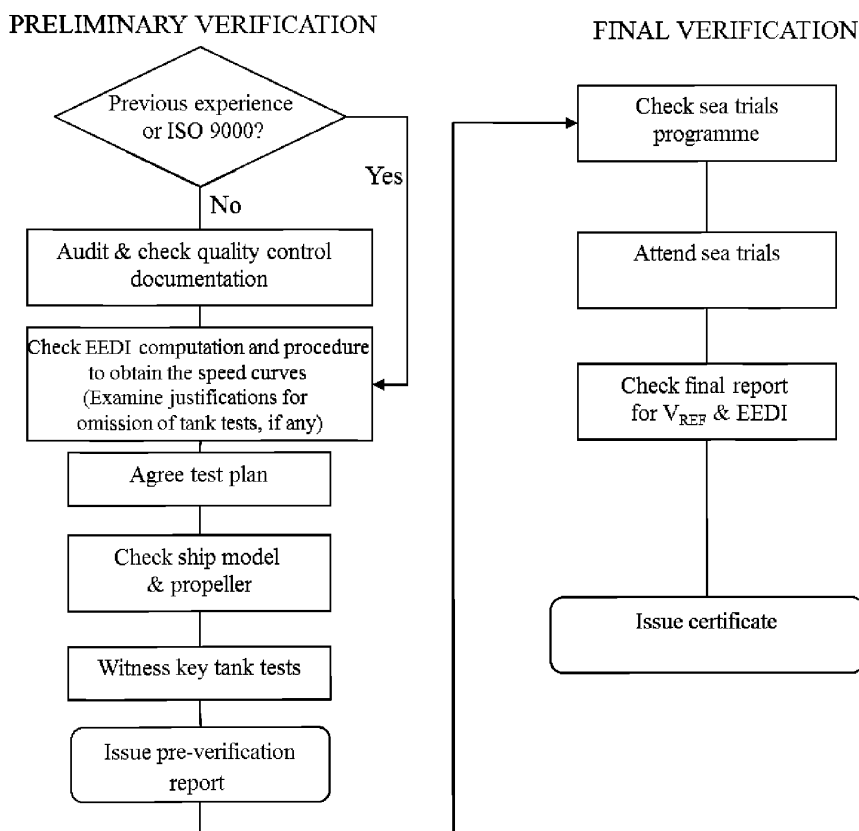 PRELIMINARY VERIFICATION
Previous experience
or ISO 9000?
Yes
No
Audit & check quality control
documentation
Check EEDI computation and procedure
to obtain the speed curves
(Examine justifications for
omission of tank tests, if any)
Agree test plan
Check ship model
& propeller
Witness key tank tests
Issue pre-verification
report
FINAL VERIFICATION
Check sea trials
programme
Attend sea trials
Check final report
for VREF & EEDI
Issue certificate